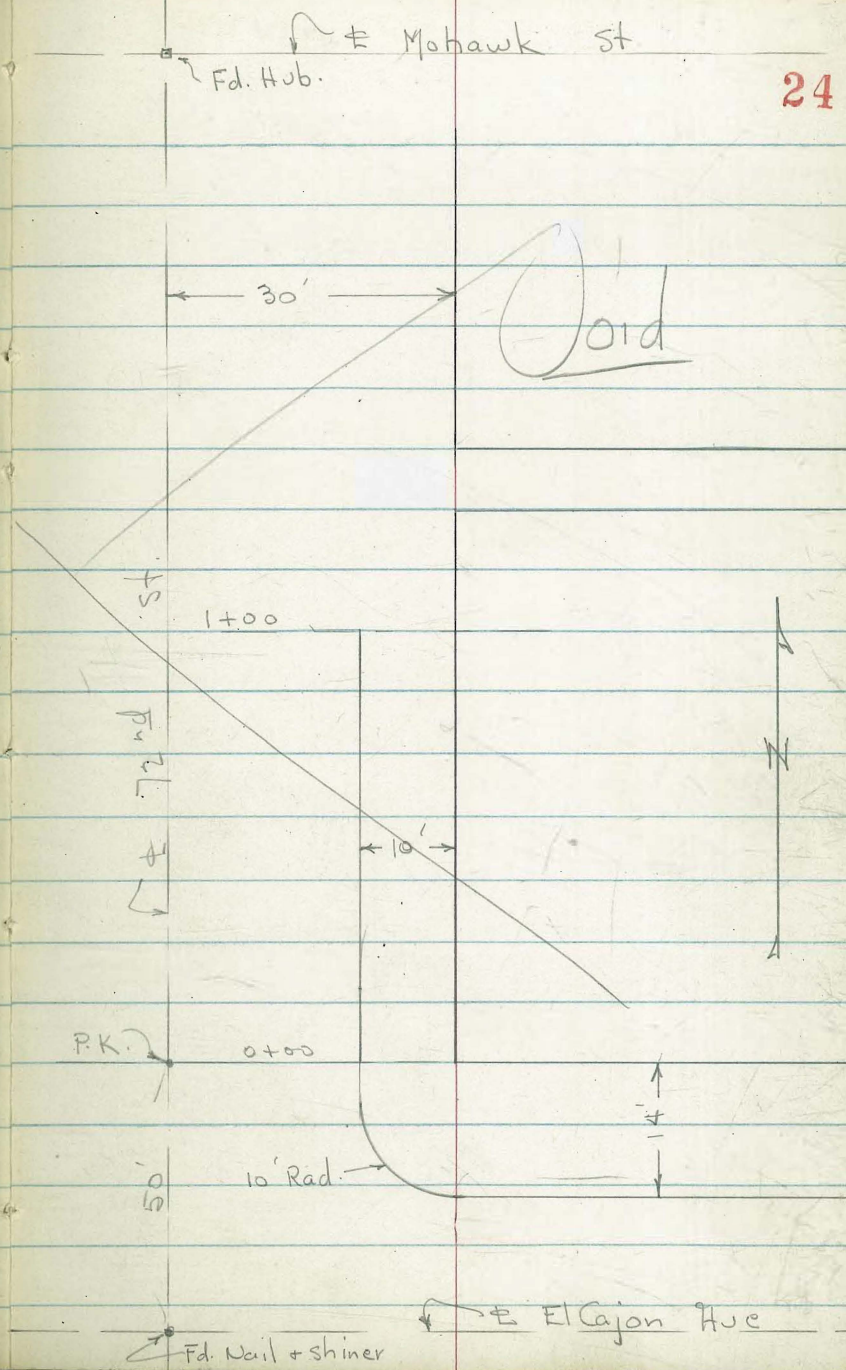 ℄ Mohawk St
Fd. Hub.
24
30'
Void
1+00
℄ 72nd St.
N
10'
P.K.
0+00
14'
10' Rad.
50'
℄ El Cajon Ave
Fd. Nail + shiner